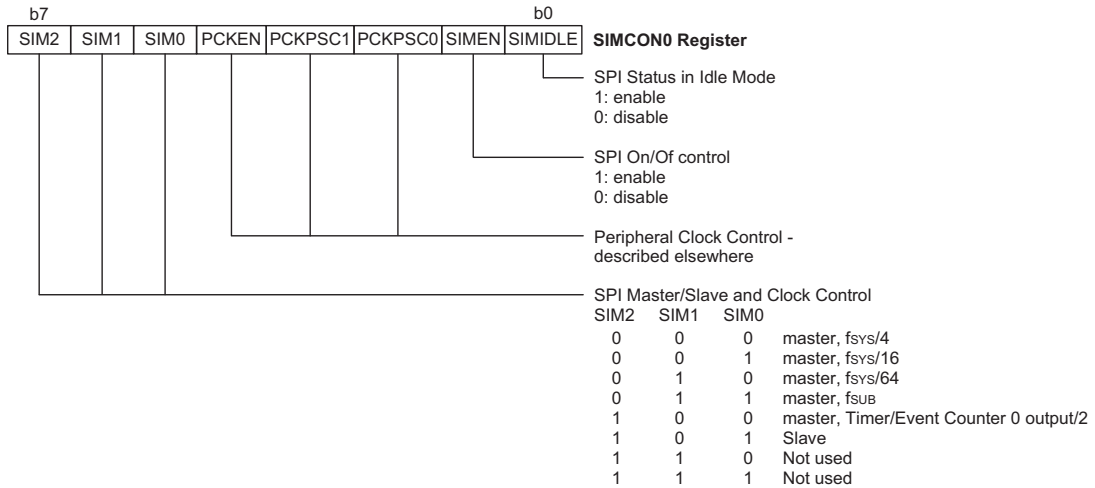 b7 b0
SIM2 SIM1 SIM0 PCKEN PCKPSC1 PCKPSC0 SIMEN SIMIDLE SIMCON0 Register
SPI Status in Idle Mode
1: enable
0: disable
SPI On/Of control
1: enable
0: disable
Peripheral Clock Control -
described elsewhere
SPI Master/Slave and Clock Control
SIM2 SIM1 SIM0
0 0 0 master, fSYS/4
0 0 1 master, fSYS/16
0 1 0 master, fSYS/64
0 1 1 master, fSUB
1 0 0 master, Timer/Event Counter 0 output/2
1 0 1 Slave
1 1 0 Not used
1 1 1 Not used